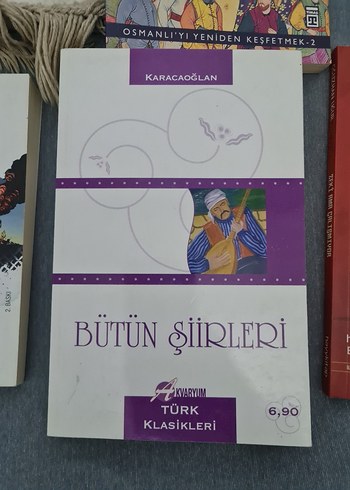 OSMANLI'YI YENİDEN KEŞFETMEK-2
KARACAOĞLAN
2. BASKI
BÜTÜN ŞİİRLERİ
AKVARYUM
TÜRK
KLASİKLERİ
6,90